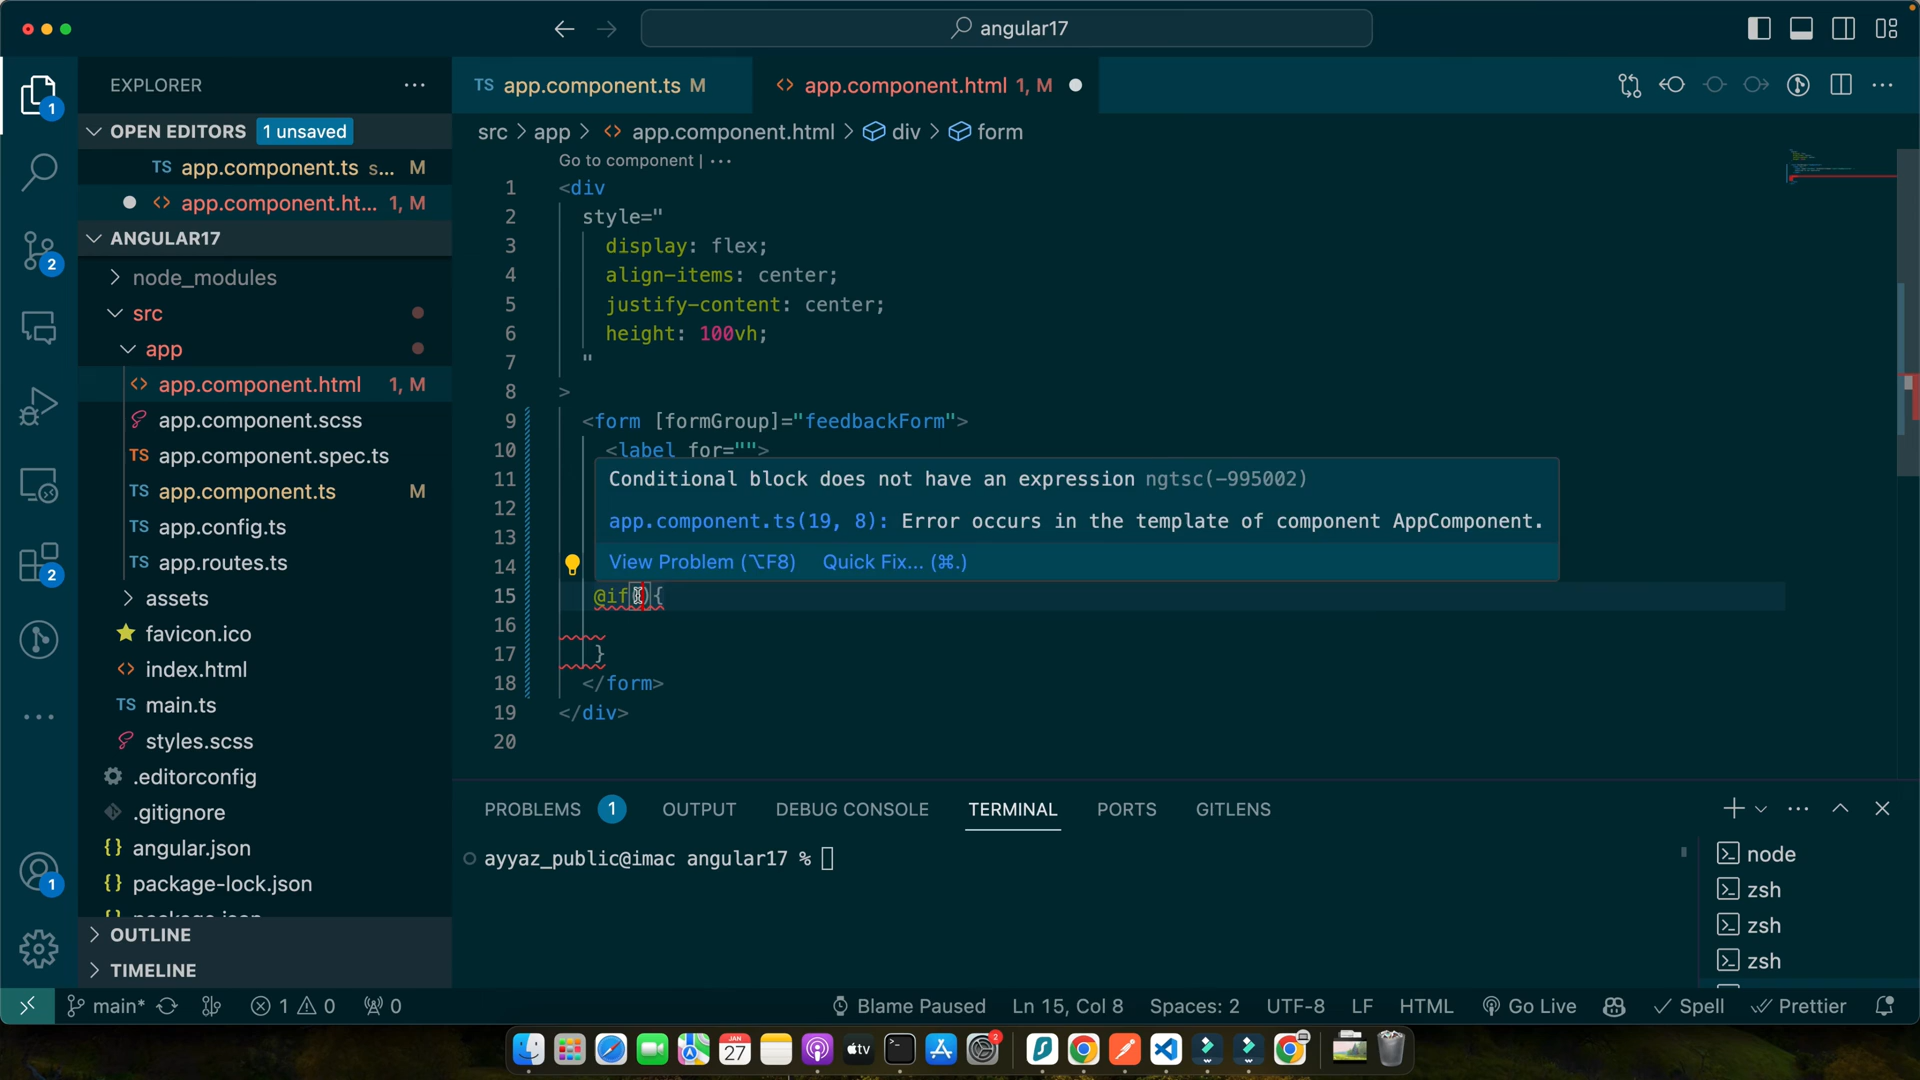 angular17
EXPLORER
TS app.component.ts M
<> app.component.html 1, M
OPEN EDITORS 1 unsaved
src > app > <> app.component.html > div > form
TS app.component.ts s... M
<> app.component.ht... 1, M
ANGULAR17
node_modules
src
app
<> app.component.html 1, M
app.component.scss
TS app.component.spec.ts
TS app.component.ts M
TS app.config.ts
TS app.routes.ts
assets
favicon.ico
<> index.html
TS main.ts
styles.scss
.editorconfig
.gitignore
{} angular.json
{} package-lock.json
OUTLINE
TIMELINE
1
2
2
1
Go to component | ...
1 <div
2 style="
3 display: flex;
4 align-items: center;
5 justify-content: center;
6 height: 100vh;
7 "
8 >
9 <form [formGroup]="feedbackForm">
10 <label for="">
11
12
13
14
Conditional block does not have an expression ngtsc(-995002)
app.component.ts(19, 8): Error occurs in the template of component AppComponent.
View Problem (⌥F8) Quick Fix... (⌘.)
15 @if(){
16
17 }
18 </form>
19 </div>
20
PROBLEMS 1 OUTPUT DEBUG CONSOLE TERMINAL PORTS GITLENS
ayyaz_public@imac angular17 %
node
zsh
zsh
zsh
main* 1 0 0 Blame Paused Ln 15, Col 8 Spaces: 2 UTF-8 LF HTML Go Live Spell Prettier
JAN
27
tv
2